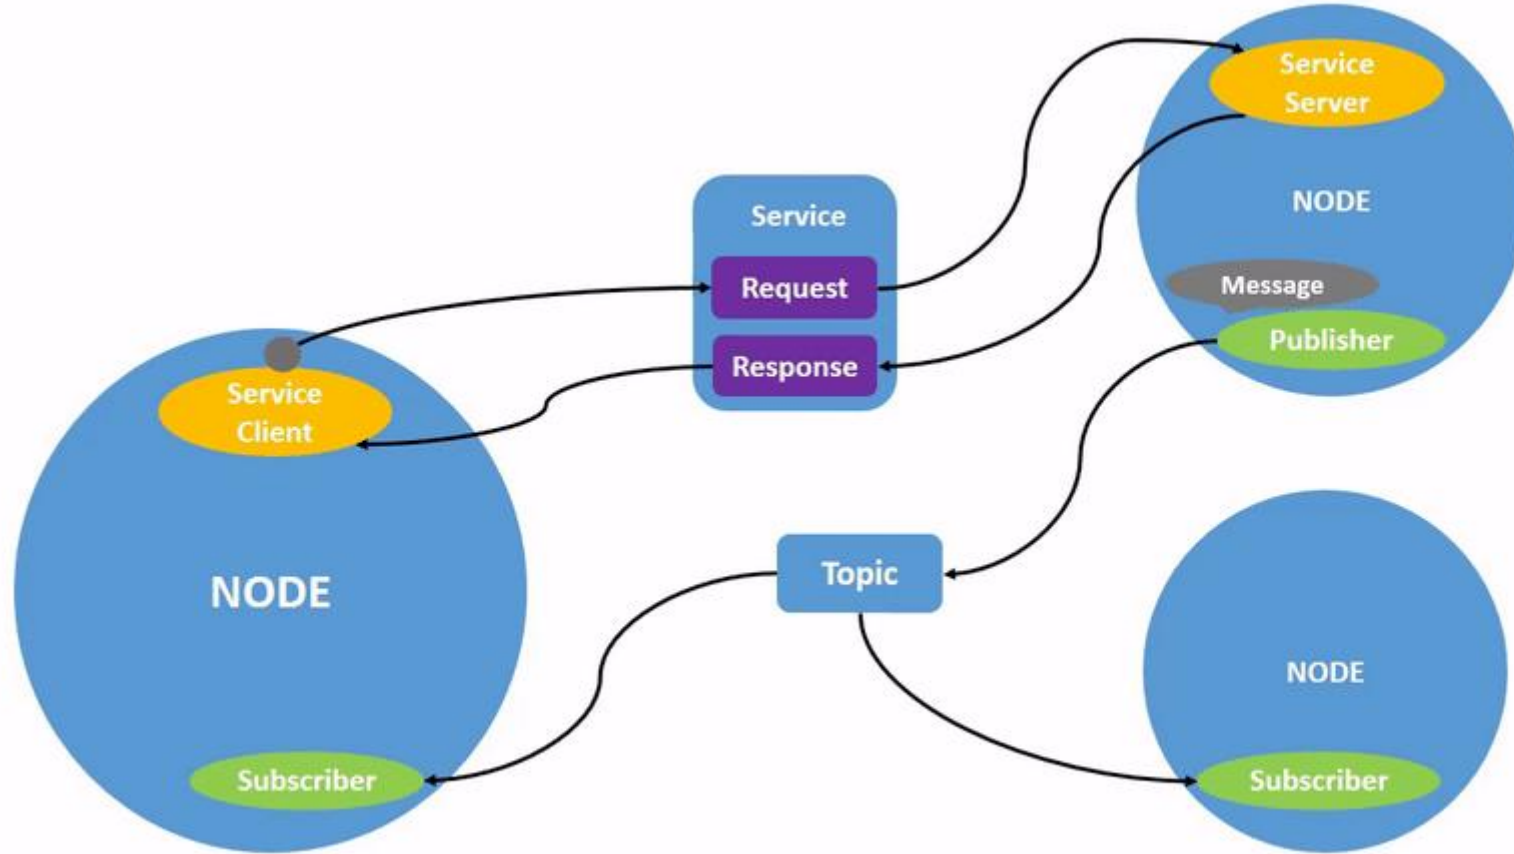 Service
Server
NODE
Message
Publisher
Service
Request
Response
Service
Client
NODE
Subscriber
Topic
NODE
Subscriber